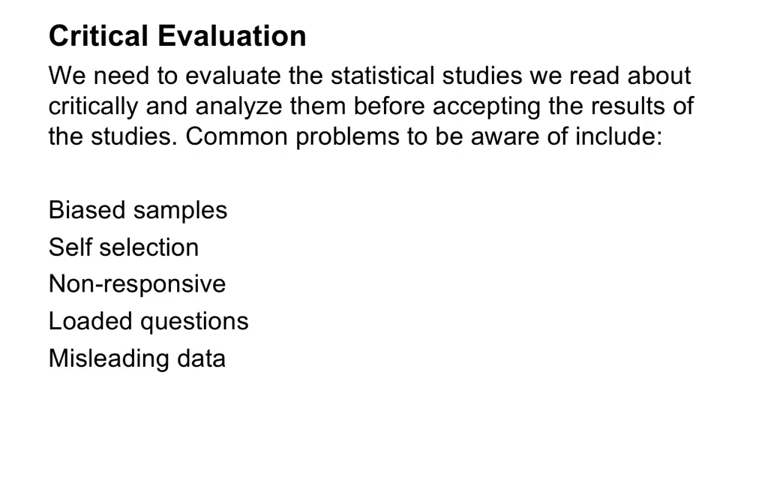 Critical Evaluation
We need to evaluate the statistical studies we read about
critically and analyze them before accepting the results of
the studies. Common problems to be aware of include:
Biased samples
Self selection
Non-responsive
Loaded questions
Misleading data